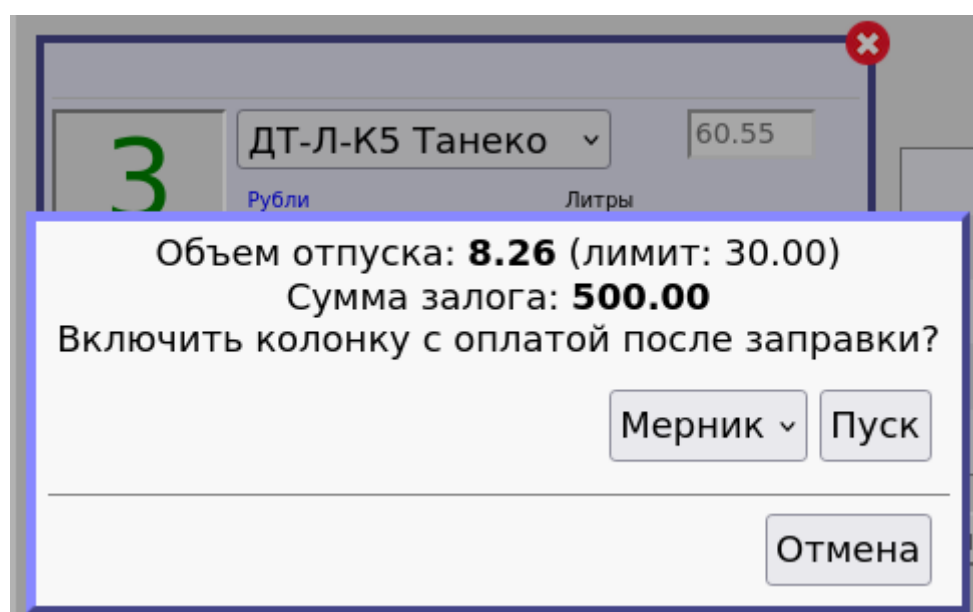 3
ДТ-Л-К5 Танеко
60.55
Рубли
Литры
Объем отпуска: 8.26 (лимит: 30.00)
Сумма залога: 500.00
Включить колонку с оплатой после заправки?
Мерник
Пуск
Отмена